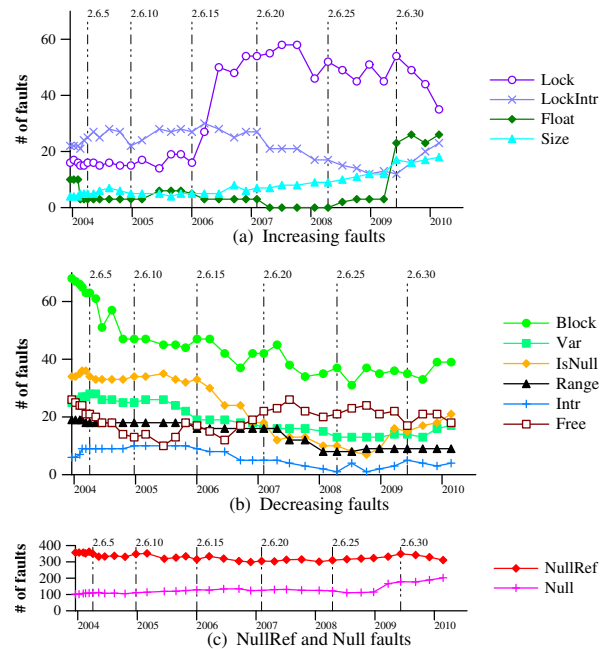 2.6.5 2.6.10 2.6.15 2.6.20 2.6.25 2.6.30
# of faults
60
40
20
0
2004 2005 2006 2007 2008 2009 2010
Lock
LockIntr
Float
Size
(a) Increasing faults
2.6.5 2.6.10 2.6.15 2.6.20 2.6.25 2.6.30
# of faults
60
40
20
0
2004 2005 2006 2007 2008 2009 2010
Block
Var
IsNull
Range
Intr
Free
(b) Decreasing faults
2.6.5 2.6.10 2.6.15 2.6.20 2.6.25 2.6.30
# of faults
400
300
200
100
0
2004 2005 2006 2007 2008 2009 2010
NullRef
Null
(c) NullRef and Null faults